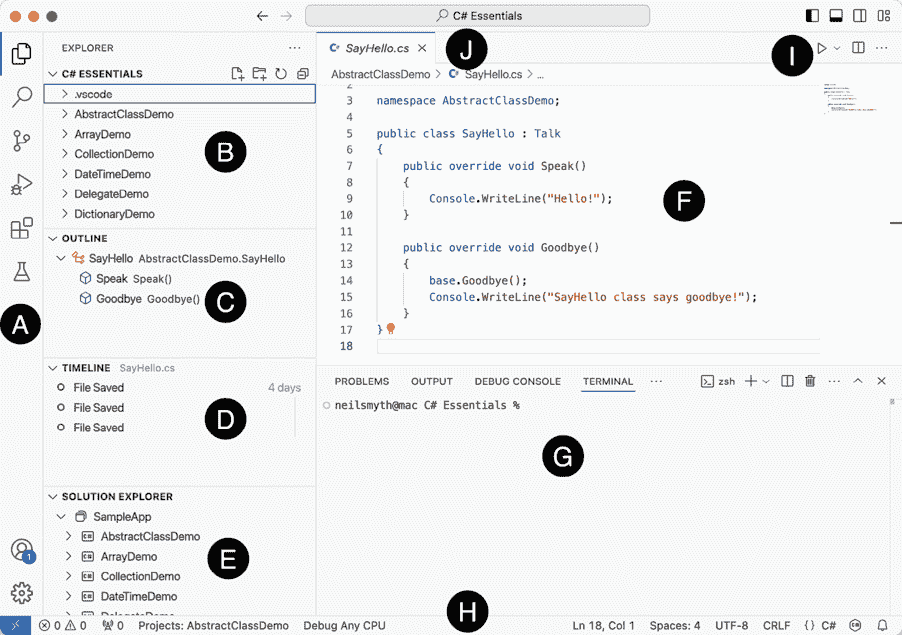 C# Essentials
EXPLORER
C# ESSENTIALS
.vscode
AbstractClassDemo
ArrayDemo
CollectionDemo
DateTimeDemo
DelegateDemo
DictionaryDemo
B
OUTLINE
SayHello AbstractClassDemo.SayHello
Speak Speak()
Goodbye Goodbye()
C
A
TIMELINE SayHello.cs
File Saved 4 days
File Saved
File Saved
D
SOLUTION EXPLORER
SampleApp
AbstractClassDemo
ArrayDemo
CollectionDemo
DateTimeDemo
E
1
SayHello.cs
J
I
AbstractClassDemo > SayHello.cs > ...
2
3 namespace AbstractClassDemo;
4
5 public class SayHello : Talk
6 {
7 public override void Speak()
8 {
9 Console.WriteLine("Hello!");
10 }
11
12 public override void Goodbye()
13 {
14 base.Goodbye();
15 Console.WriteLine("SayHello class says goodbye!");
16 }
17 }
18
F
PROBLEMS OUTPUT DEBUG CONSOLE TERMINAL ... zsh
neilsmyth@mac C# Essentials %
G
H
0 0 0 Projects: AbstractClassDemo Debug Any CPU Ln 18, Col 1 Spaces: 4 UTF-8 CRLF {} C#